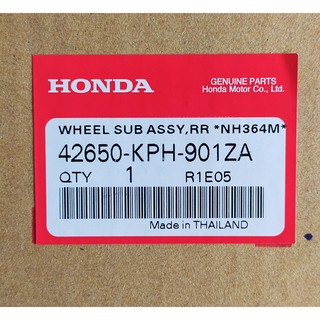 HONDA
GENUINE PARTS
Honda Motor Co., Ltd.
WHEEL SUB ASSY,RR *NH364M*
42650-KPH-901ZA
QTY 1 R1E05
Made in THAILAND